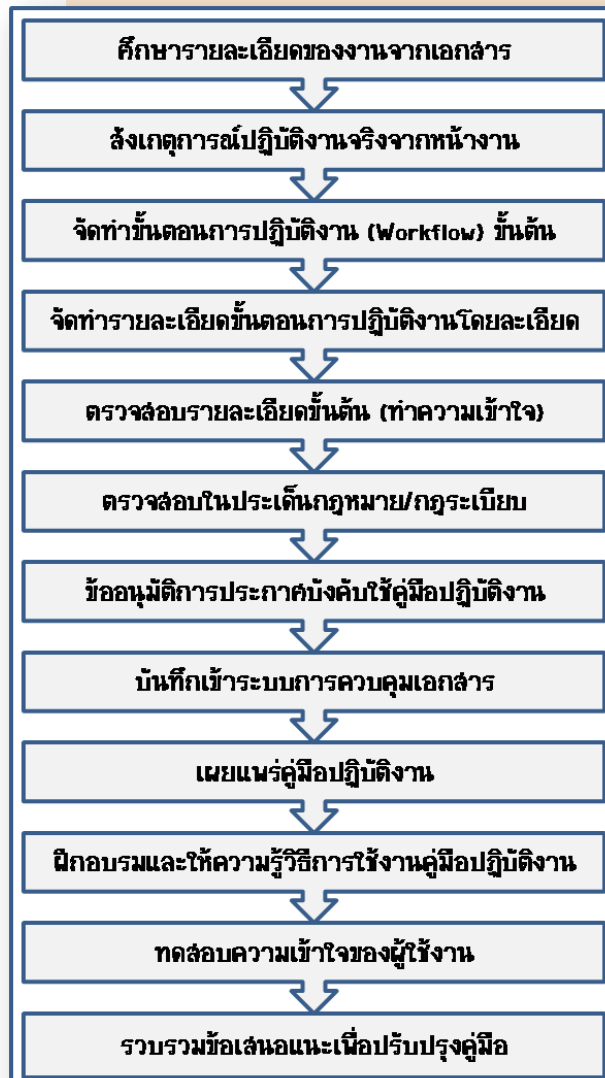 ศึกษารายละเอียดของงานจากเอกสาร
สังเกตุการณ์ปฏิบัติงานจริงจากหน้างาน
จัดทำขั้นตอนการปฏิบัติงาน (Workflow) ขั้นต้น
จัดทำรายละเอียดขั้นตอนการปฏิบัติงานโดยละเอียด
ตรวจสอบรายละเอียดขั้นต้น (ทำความเข้าใจ)
ตรวจสอบในประเด็นกฎหมาย/กฎระเบียบ
ข้ออนุมัติการประกาศบังคับใช้คู่มือปฏิบัติงาน
บันทึกเข้าระบบการควบคุมเอกสาร
เผยแพร่คู่มือปฏิบัติงาน
ฝึกอบรมและให้ความรู้วิธีการใช้งานคู่มือปฏิบัติงาน
ทดสอบความเข้าใจของผู้ใช้งาน
รวบรวมข้อเสนอแนะเพื่อปรับปรุงคู่มือ